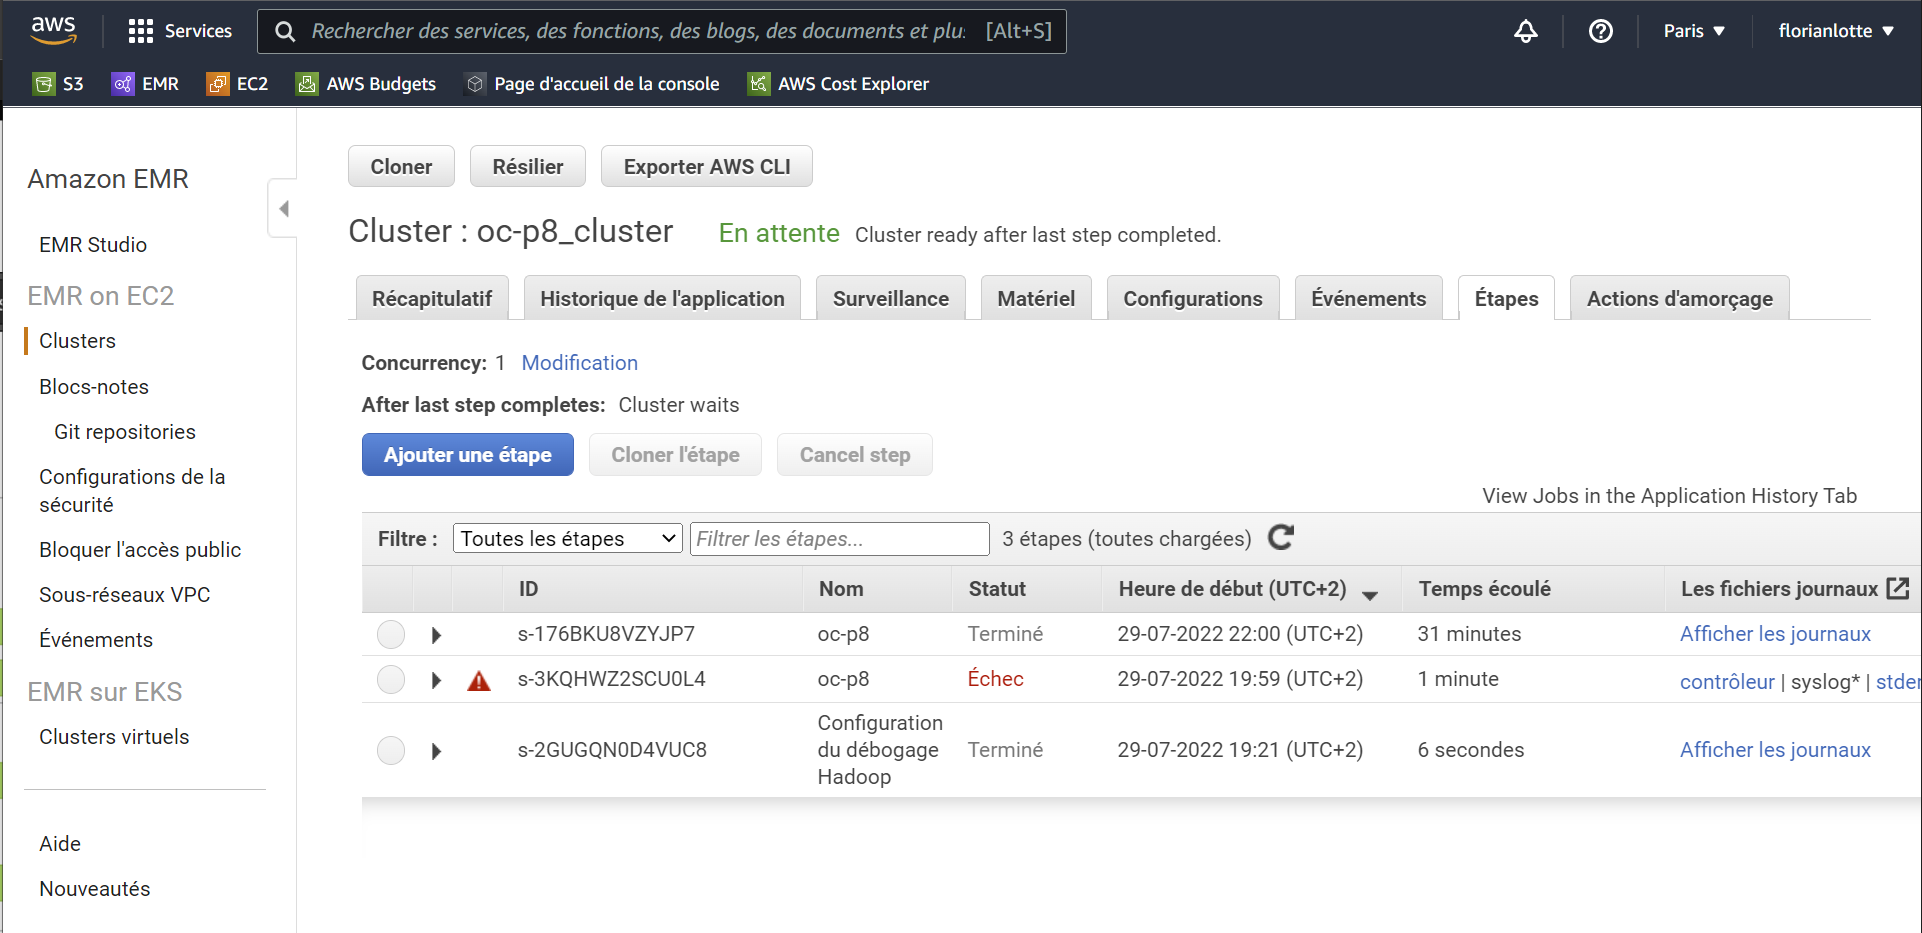 aws
Services
Rechercher des services, des fonctions, des blogs, des documents et plu: [Alt+S]
Paris
florianlotte
S3
EMR
EC2
AWS Budgets
Page d'accueil de la console
AWS Cost Explorer
Amazon EMR
EMR Studio
EMR on EC2
Clusters
Blocs-notes
Git repositories
Configurations de la
sécurité
Bloquer l'accès public
Sous-réseaux VPC
Événements
EMR sur EKS
Clusters virtuels
Aide
Nouveautés
Cloner
Résilier
Exporter AWS CLI
Cluster : oc-p8_cluster En attente Cluster ready after last step completed.
Récapitulatif
Historique de l'application
Surveillance
Matériel
Configurations
Événements
Étapes
Actions d'amorçage
Concurrency: 1 Modification
After last step completes: Cluster waits
Ajouter une étape
Cloner l'étape
Cancel step
View Jobs in the Application History Tab
Filtre : Toutes les étapes Filtrer les étapes... 3 étapes (toutes chargées)
ID Nom Statut Heure de début (UTC+2) Temps écoulé Les fichiers journaux
s-176BKU8VZYJP7 oc-p8 Terminé 29-07-2022 22:00 (UTC+2) 31 minutes Afficher les journaux
s-3KQHWZ2SCU0L4 oc-p8 Échec 29-07-2022 19:59 (UTC+2) 1 minute contrôleur | syslog* | stder
s-2GUGQN0D4VUC8 Configuration
du débogage
Hadoop
Terminé 29-07-2022 19:21 (UTC+2) 6 secondes Afficher les journaux